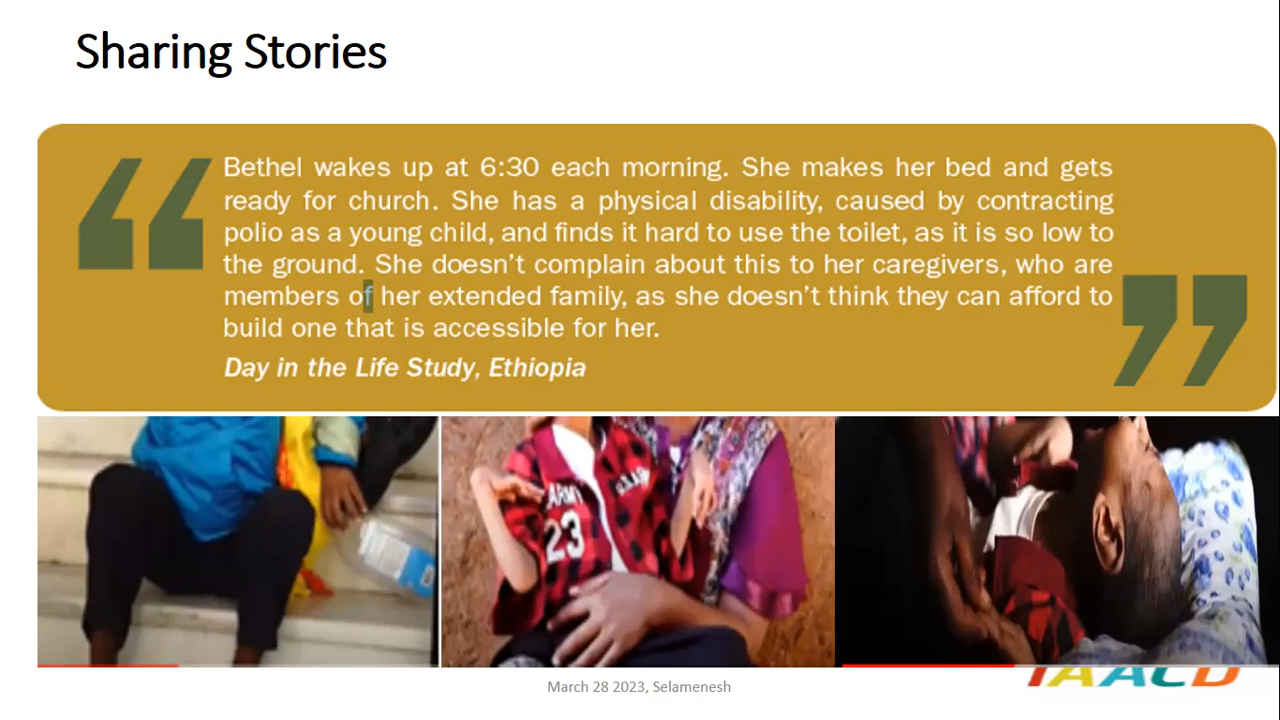 Sharing Stories
“
Bethel wakes up at 6:30 each morning. She makes her bed and gets
ready for church. She has a physical disability, caused by contracting
polio as a young child, and finds it hard to use the toilet, as it is so low to
the ground. She doesn’t complain about this to her caregivers, who are
members of her extended family, as she doesn’t think they can afford to
build one that is accessible for her.
”
Day in the Life Study, Ethiopia
ARMY
23
March 28 2023, Selamenesh
IAACD